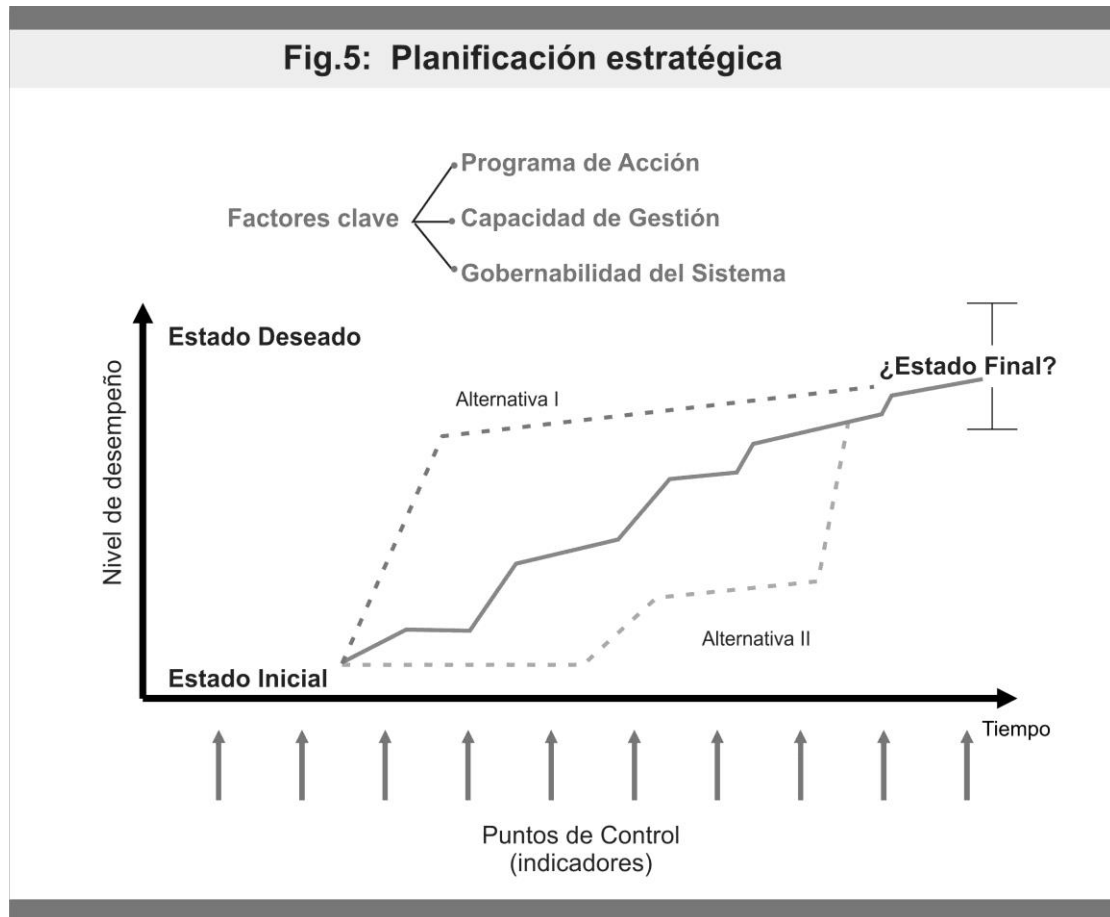 Fig.5: Planificación estratégica
Programa de Acción
Factores clave
Capacidad de Gestión
Gobernabilidad del Sistema
Estado Deseado
¿Estado Final?
Alternativa I
Nivel de desempeño
Alternativa II
Estado Inicial
Tiempo
Puntos de Control
(indicadores)